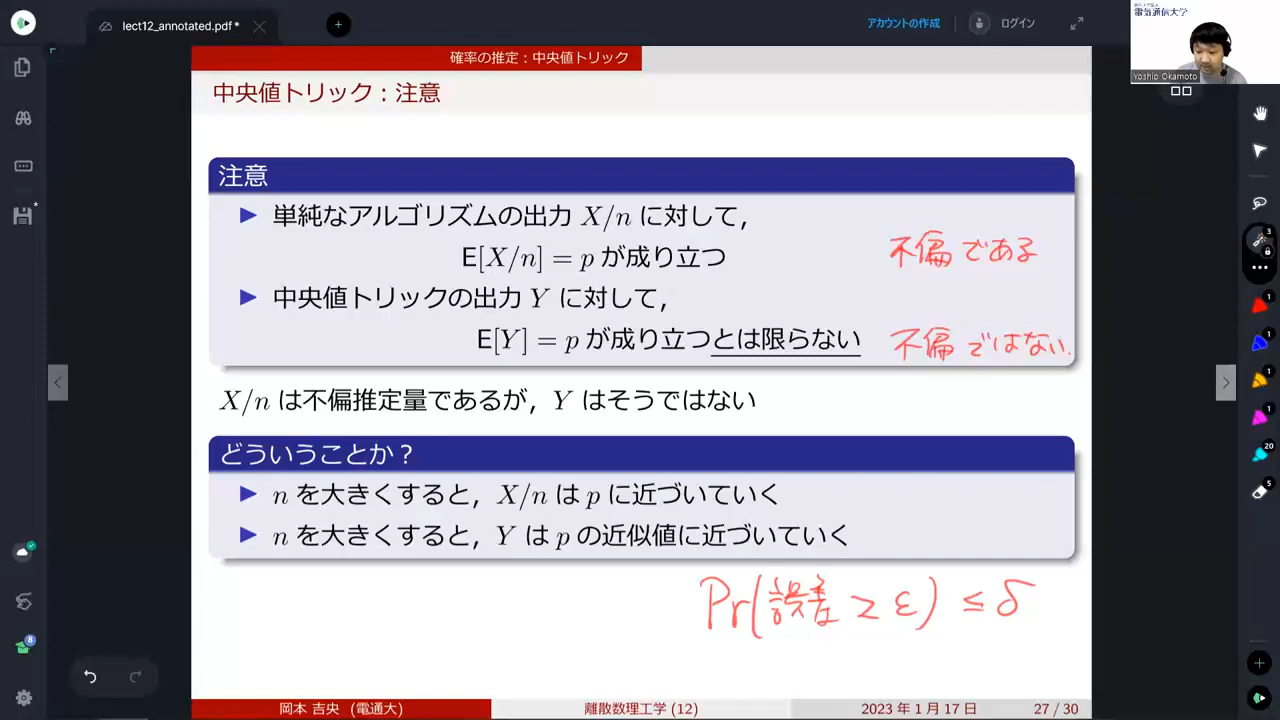 lect12_annotated.pdf*
アカウントの作成
ログイン
電気通信大学
Yoshio Okamoto
確率の推定：中央値トリック
中央値トリック：注意
注意
単純なアルゴリズムの出力 X/n に対して，
E[X/n] = p が成り立つ
不偏である
中央値トリックの出力 Y に対して，
E[Y] = p が成り立つとは限らない
不偏ではない．
X/n は不偏推定量であるが，Y はそうではない
どういうことか？
n を大きくすると，X/n は p に近づいていく
n を大きくすると，Y は p の近似値に近づいていく
Pr(誤差 ≥ ε) ≤ δ
岡本 吉央 (電通大)
離散数理工学 (12)
2023 年 1 月 17 日
27 / 30
3
1
1
1
1
20
5
8